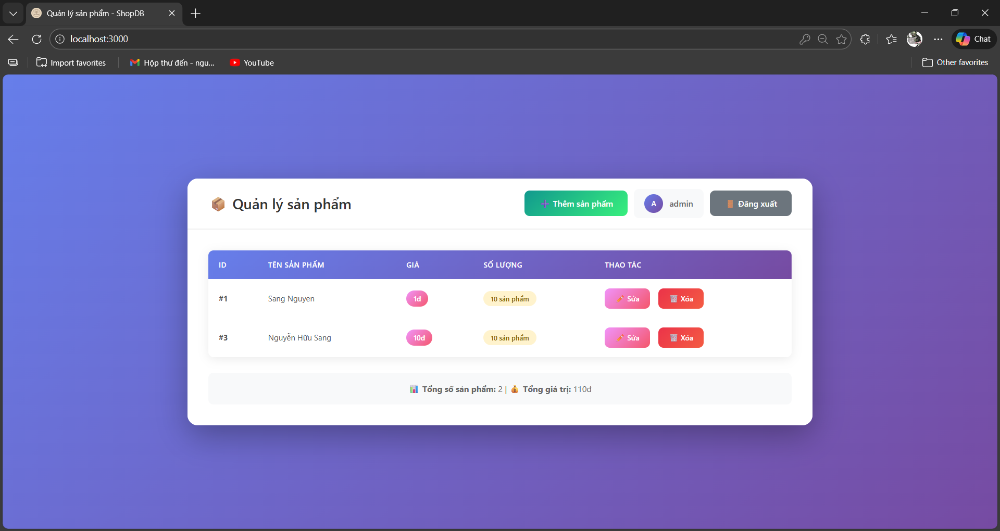 Quản lý sản phẩm - ShopDB
localhost:3000
Chat
Import favorites
Hộp thư đến - ngu...
YouTube
Other favorites
Quản lý sản phẩm
Thêm sản phẩm
A
admin
Đăng xuất
ID TÊN SẢN PHẨM GIÁ SỐ LƯỢNG THAO TÁC
#1 Sang Nguyen 1đ 10 sản phẩm Sửa Xóa
#3 Nguyễn Hữu Sang 10đ 10 sản phẩm Sửa Xóa
Tổng số sản phẩm: 2 | Tổng giá trị: 110đ